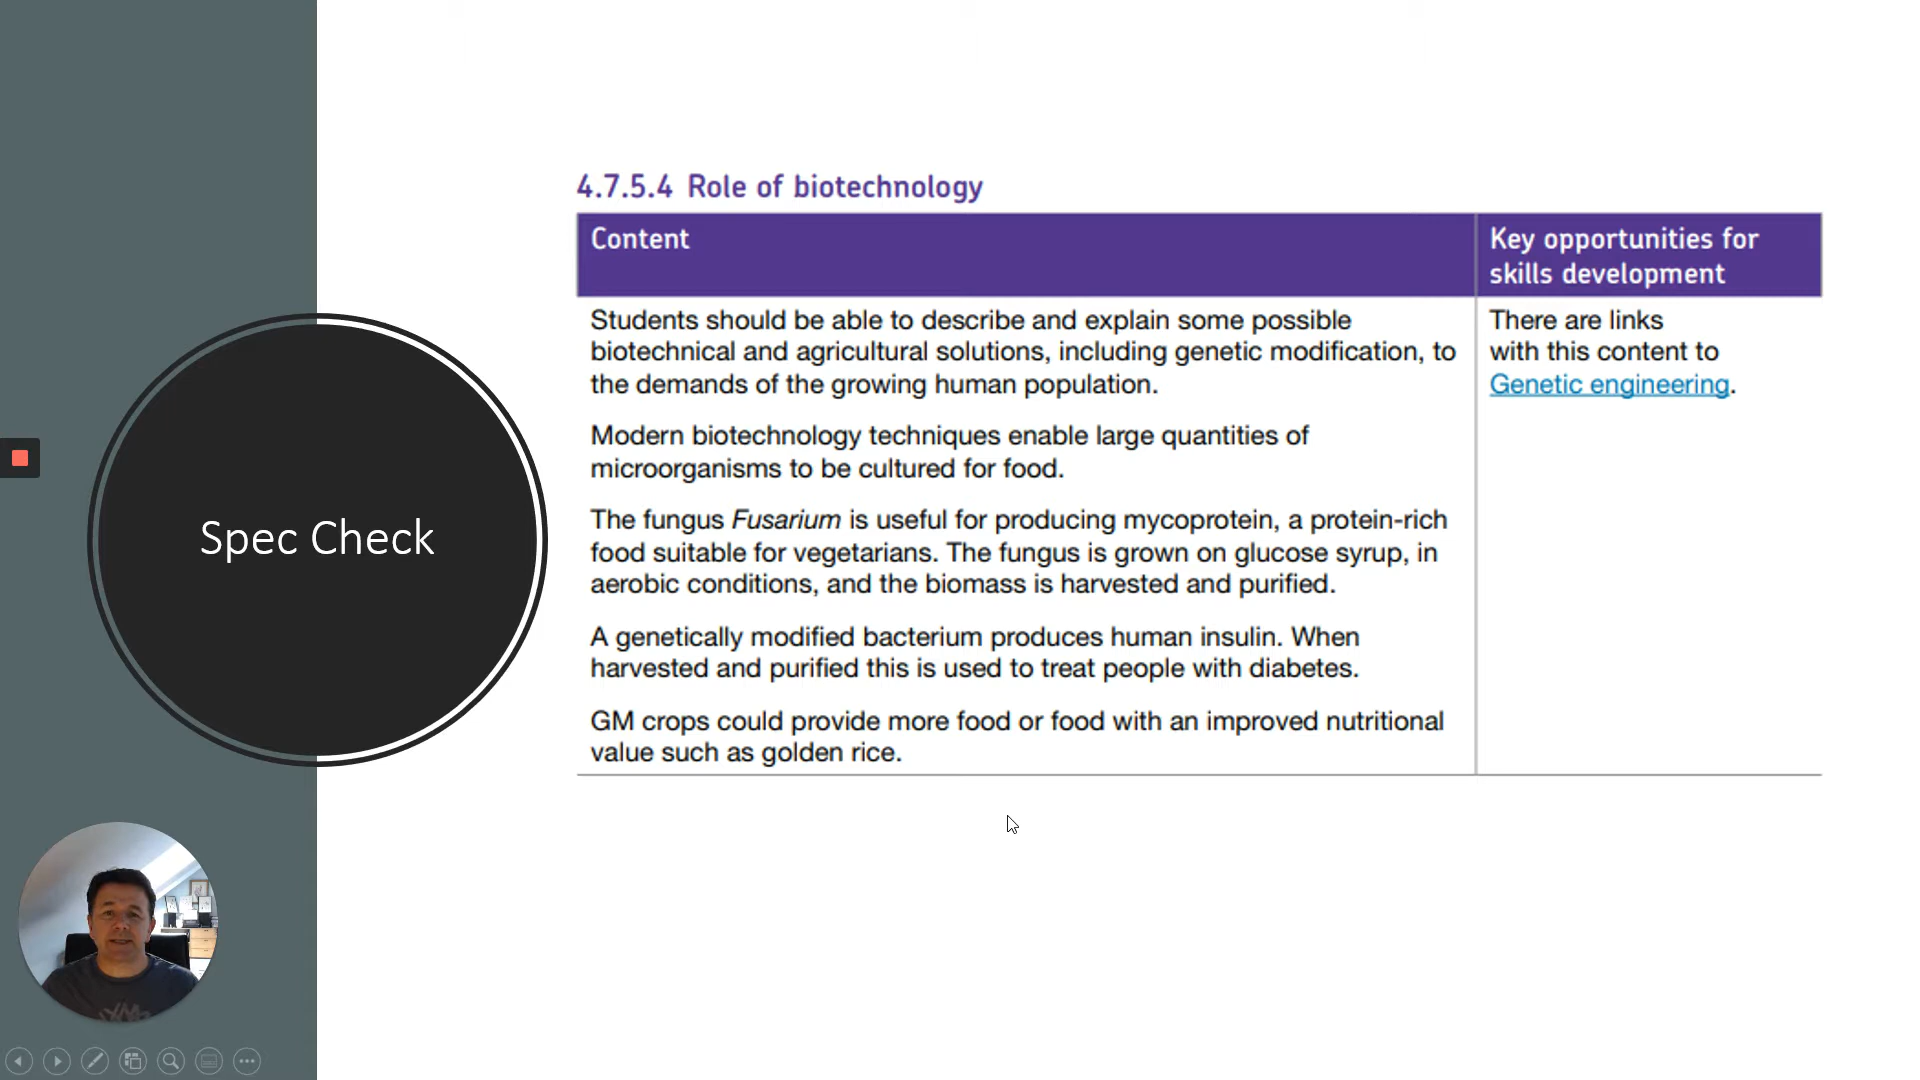 4.7.5.4 Role of biotechnology
Content
Key opportunities for
skills development
Students should be able to describe and explain some possible
biotechnical and agricultural solutions, including genetic modification, to
the demands of the growing human population.
Modern biotechnology techniques enable large quantities of
microorganisms to be cultured for food.
The fungus Fusarium is useful for producing mycoprotein, a protein-rich
food suitable for vegetarians. The fungus is grown on glucose syrup, in
aerobic conditions, and the biomass is harvested and purified.
A genetically modified bacterium produces human insulin. When
harvested and purified this is used to treat people with diabetes.
GM crops could provide more food or food with an improved nutritional
value such as golden rice.
There are links
with this content to
Genetic engineering.
Spec Check